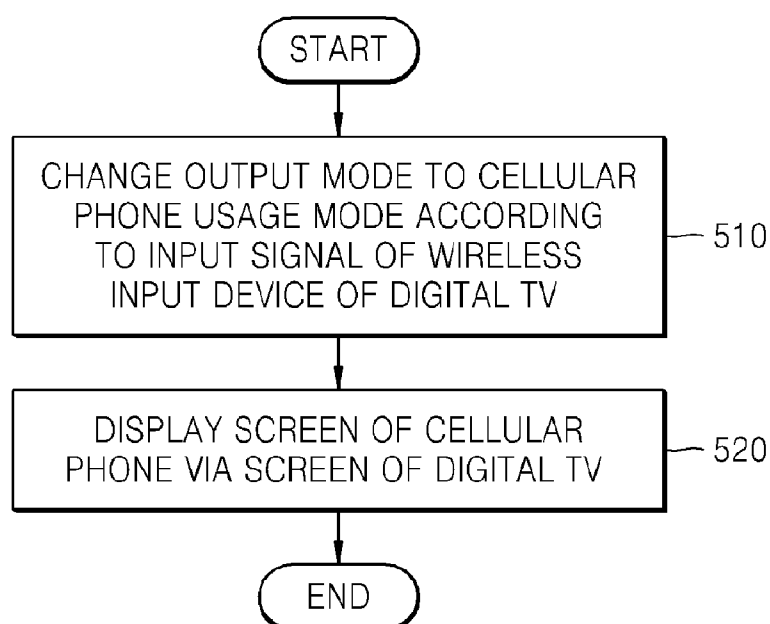 START
CHANGE OUTPUT MODE TO CELLULAR
PHONE USAGE MODE ACCORDING
TO INPUT SIGNAL OF WIRELESS
INPUT DEVICE OF DIGITAL TV
510
DISPLAY SCREEN OF CELLULAR
PHONE VIA SCREEN OF DIGITAL TV
520
END